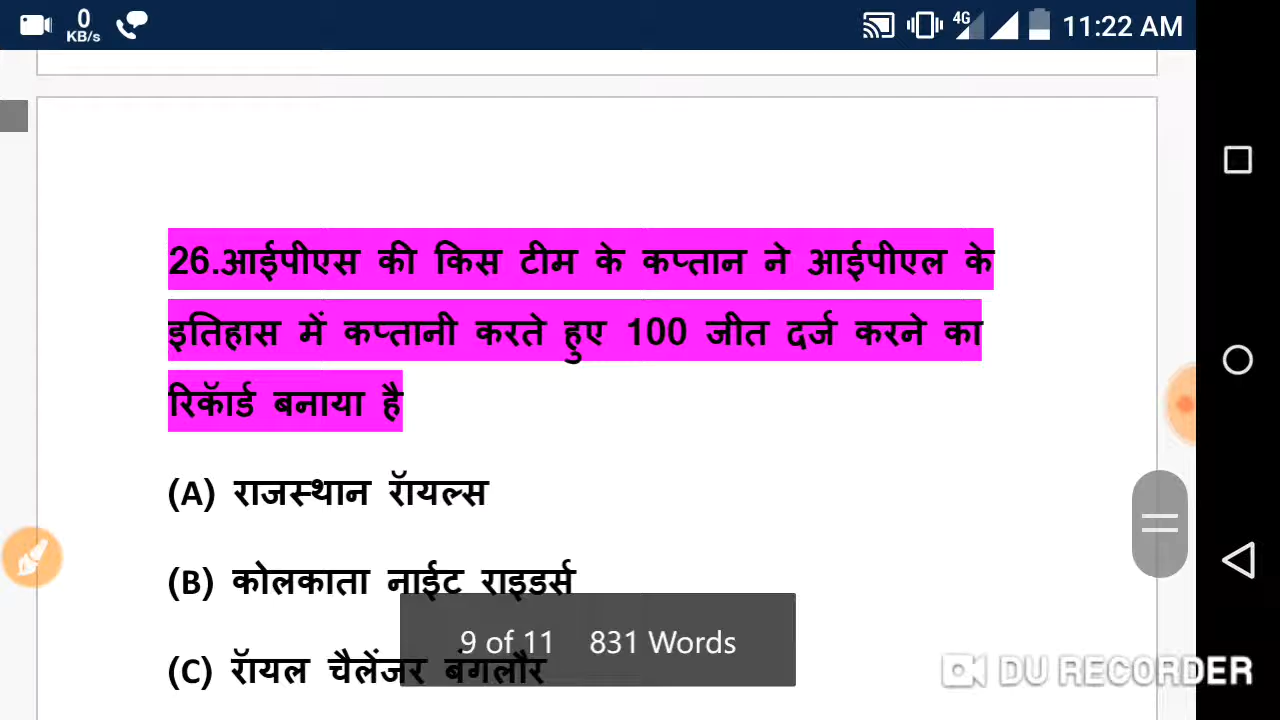 0
KB/s
4G
11:22 AM
26.आईपीएस की किस टीम के कप्तान ने आईपीएल के
इतिहास में कप्तानी करते हुए 100 जीत दर्ज करने का
रिकॅार्ड बनाया है
(A) राजस्थान रॉयल्स
(B) कोलकाता नाईट राइडर्स
(C) रॉयल चैलेंजर बंगलौर
9 of 11 831 Words
DU RECORDER